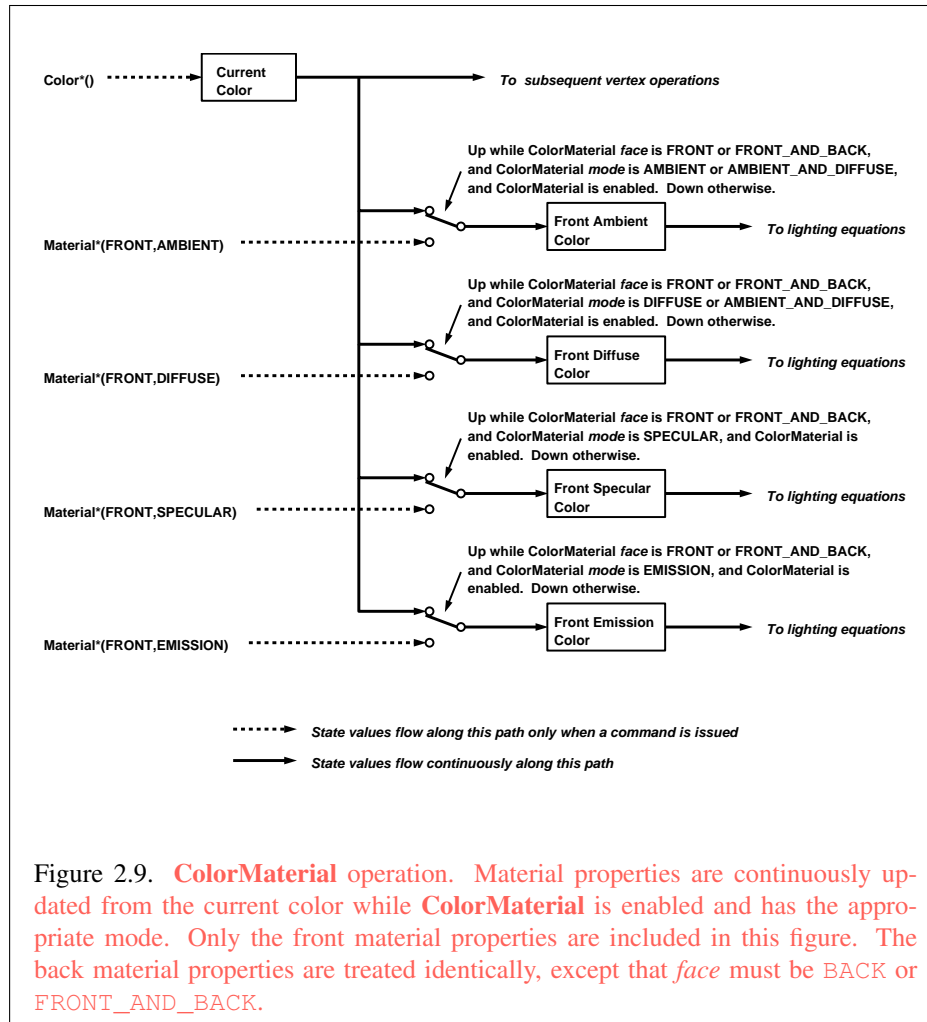 Color*()
Current
Color
To subsequent vertex operations
Up while ColorMaterial face is FRONT or FRONT_AND_BACK,
and ColorMaterial mode is AMBIENT or AMBIENT_AND_DIFFUSE,
and ColorMaterial is enabled. Down otherwise.
Front Ambient
Color
To lighting equations
Material*(FRONT,AMBIENT)
Up while ColorMaterial face is FRONT or FRONT_AND_BACK,
and ColorMaterial mode is DIFFUSE or AMBIENT_AND_DIFFUSE,
and ColorMaterial is enabled. Down otherwise.
Front Diffuse
Color
To lighting equations
Material*(FRONT,DIFFUSE)
Up while ColorMaterial face is FRONT or FRONT_AND_BACK,
and ColorMaterial mode is SPECULAR, and ColorMaterial is
enabled. Down otherwise.
Front Specular
Color
To lighting equations
Material*(FRONT,SPECULAR)
Up while ColorMaterial face is FRONT or FRONT_AND_BACK,
and ColorMaterial mode is EMISSION, and ColorMaterial is
enabled. Down otherwise.
Front Emission
Color
To lighting equations
Material*(FRONT,EMISSION)
State values flow along this path only when a command is issued
State values flow continuously along this path
Figure 2.9. ColorMaterial operation. Material properties are continuously up-
dated from the current color while ColorMaterial is enabled and has the appro-
priate mode. Only the front material properties are included in this figure. The
back material properties are treated identically, except that face must be BACK or
FRONT_AND_BACK.